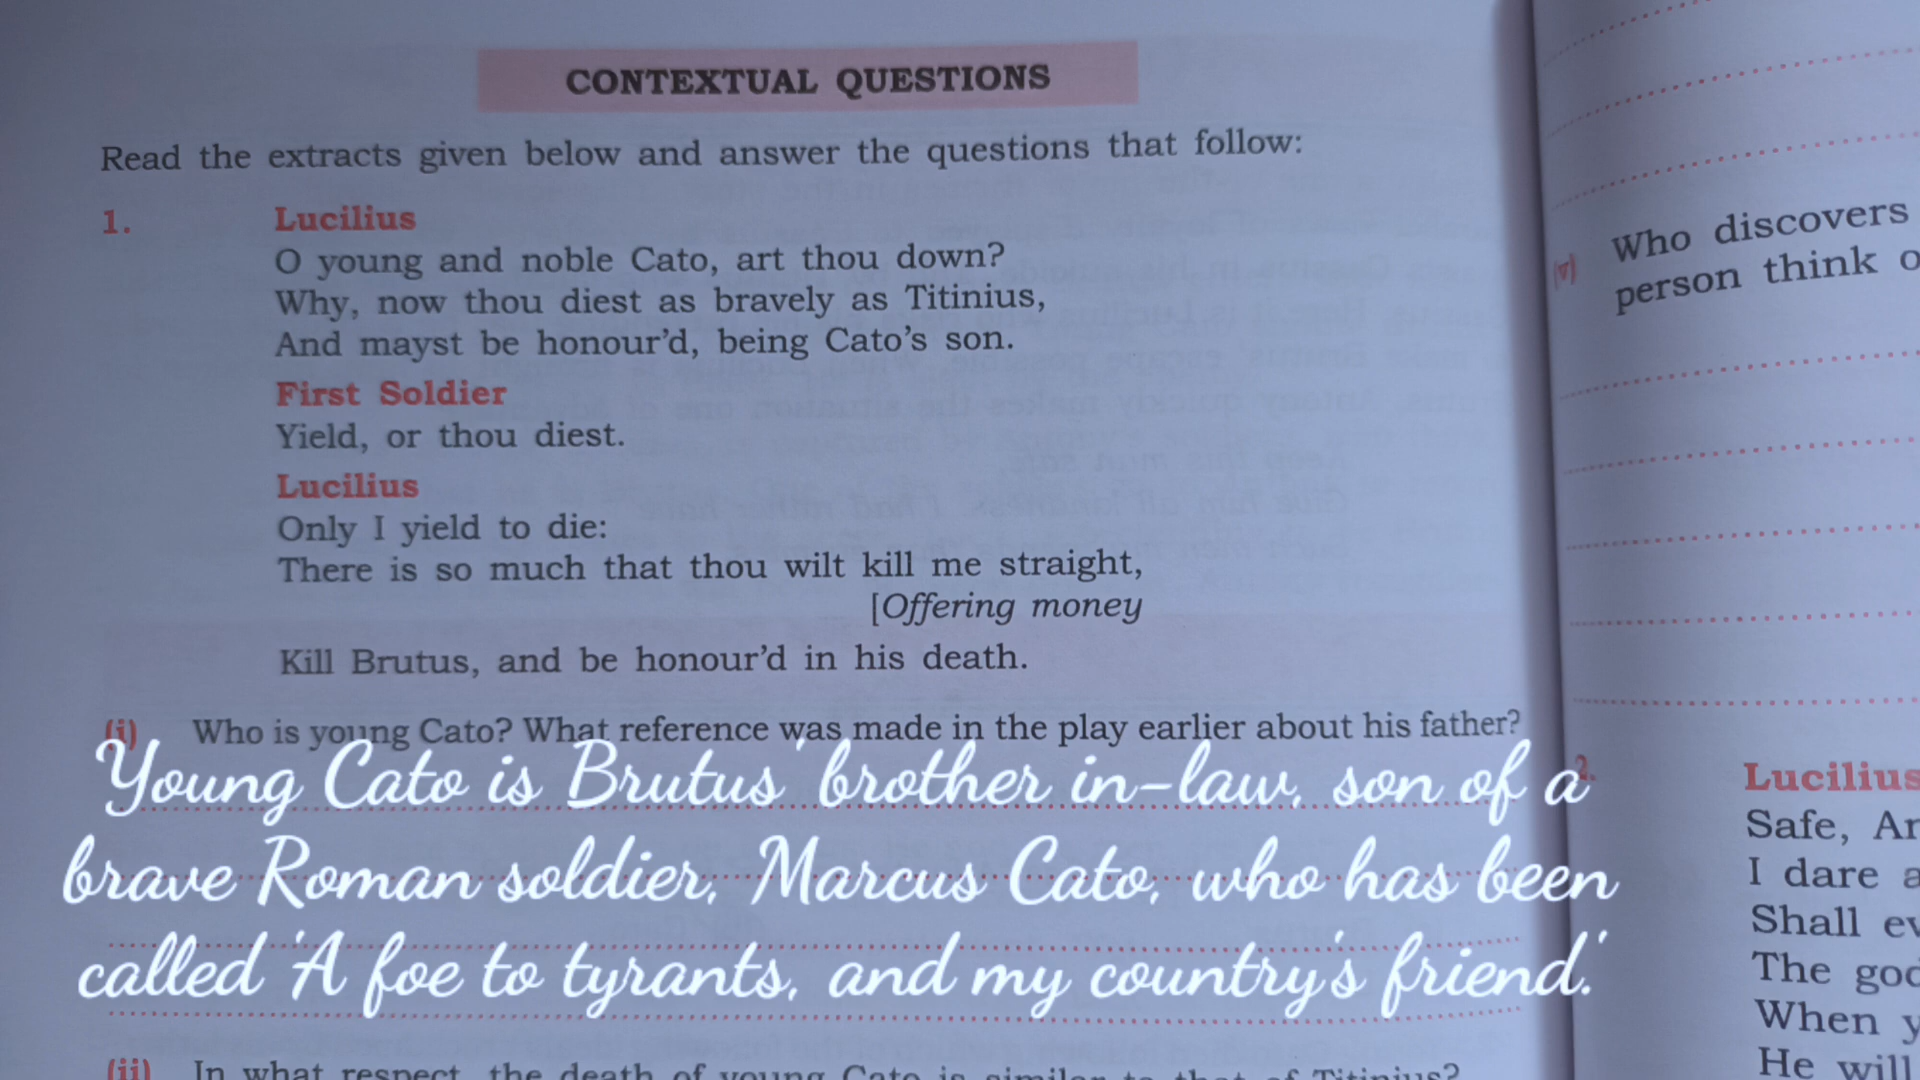 CONTEXTUAL QUESTIONS
Read the extracts given below and answer the questions that follow:
1.
Lucilius
O young and noble Cato, art thou down?
Why, now thou diest as bravely as Titinius,
And mayst be honour'd, being Cato's son.
First Soldier
Yield, or thou diest.
Lucilius
Only I yield to die:
There is so much that thou wilt kill me straight,
[Offering money
Kill Brutus, and be honour'd in his death.
(i) Who is young Cato? What reference was made in the play earlier about his father?
Young Cato is Brutus' brother in-law, son of a
brave Roman soldier, Marcus Cato, who has been
called 'A foe to tyrants, and my country's friend.'
(ii) In what respect, the death of young Cato is similar to that of Titinius?
(v) Who discovers
person think
2.
Lucilius
Safe,
I dare
Shall
The
When
He will